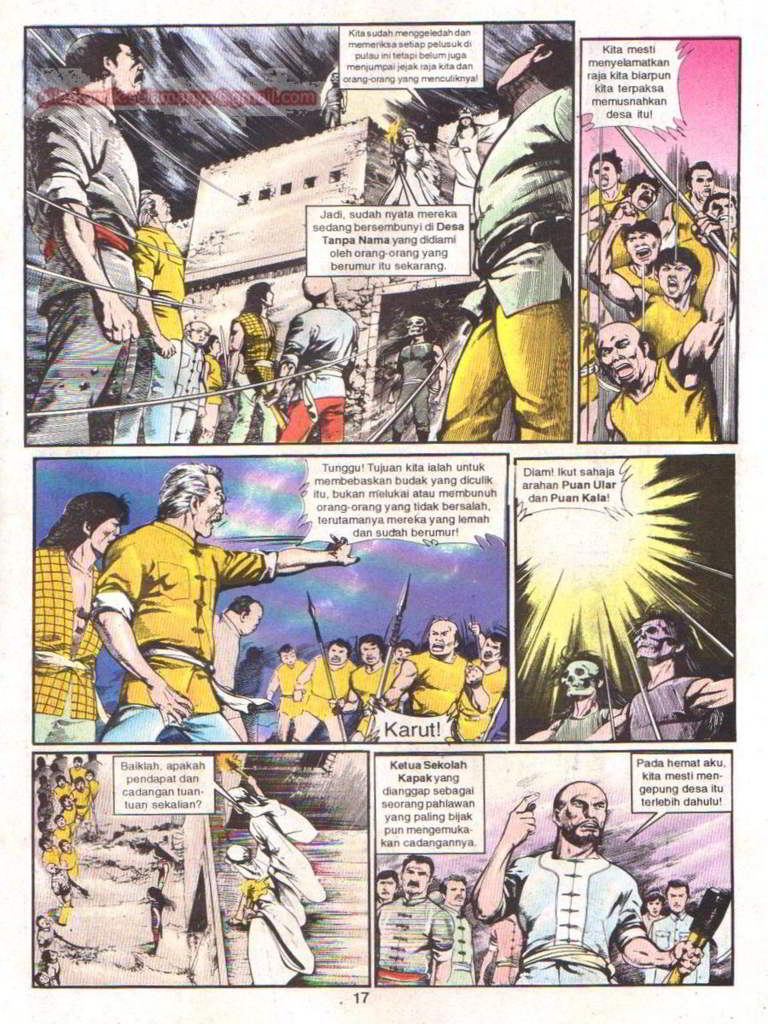 Kita sudah menggeledah dan
memeriksa setiap pelusuk di
pulau ini tetapi belum juga
menjumpai jejak raja kita dan
orang-orang yang menculiknya!
Jadi, sudah nyata mereka
sedang bersembunyi di Desa
Tanpa Nama yang didiami
oleh orang-orang yang
berumur itu sekarang.
Kita mesti
menyelamatkan
raja kita biarpun
kita terpaksa
memusnahkan
desa itu!
Tunggu! Tujuan kita ialah untuk
membebaskan budak yang diculik
itu, bukan melukai atau membunuh
orang-orang yang tidak bersalah,
terutamanya mereka yang lemah
dan sudah berumur!
Karut!
Diam! Ikut sahaja
arahan Puan Ular
dan Puan Kala!
Baiklah, apakah
pendapat dan
cadangan tuan-
tuan sekalian?
Ketua Sekolah
Kapak yang
dianggap sebagai
seorang pahlawan
yang paling bijak
pun mengemuka-
kan cadangannya.
Pada hemat aku,
kita mesti men-
gepung desa itu
terlebih dahulu!
17